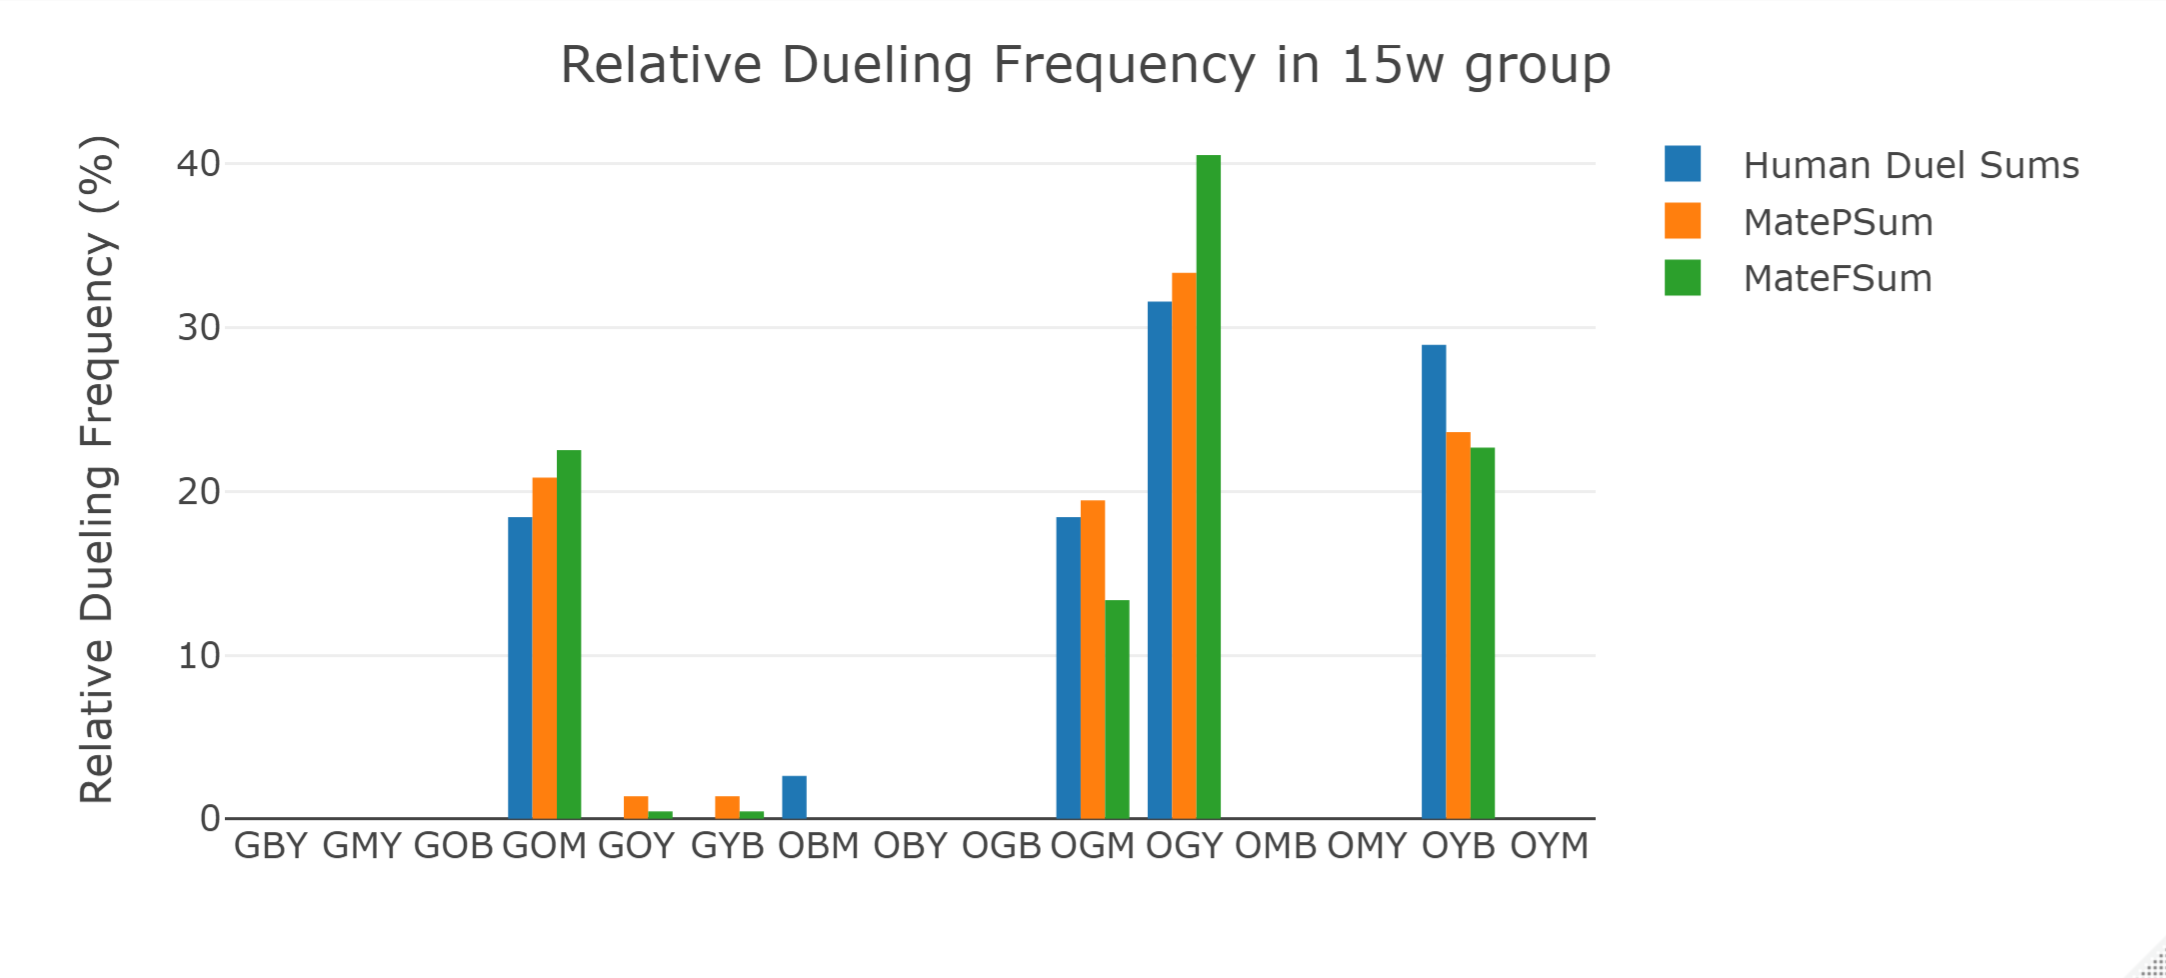 Relative Dueling Frequency in 15w group
Relative Dueling Frequency (%)
40
30
20
10
0
GBY GMY GOB GOM GOY GYB OBM OBY OGB OGM OGY OMB OMY OYB OYM
Human Duel Sums
MatePSum
MateFSum